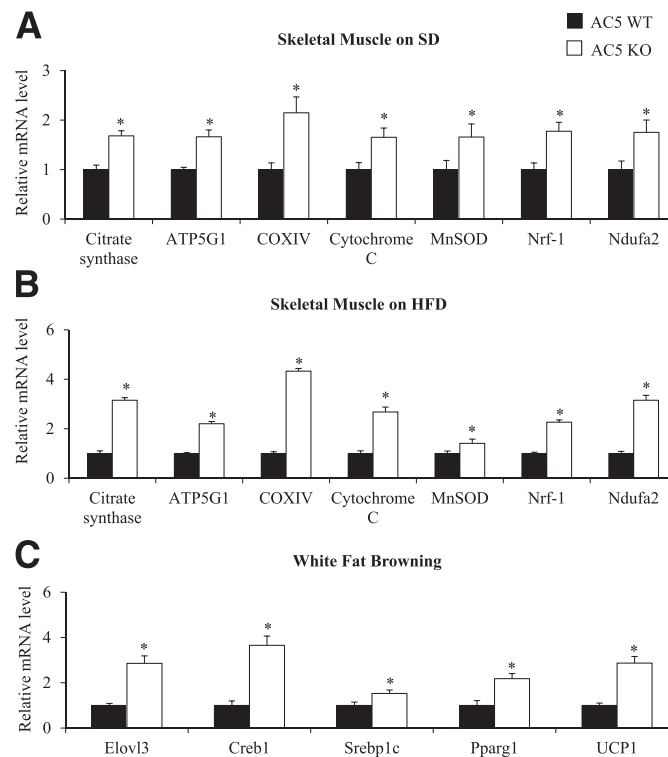 A
AC5 WT
AC5 KO
Skeletal Muscle on SD
Relative mRNA level
3
2
1
0
* * * * * * *
Citrate synthase ATP5G1 COXIV Cytochrome C MnSOD Nrf-1 Ndufa2
B
Skeletal Muscle on HFD
Relative mRNA level
6
4
2
0
* * * * * * *
Citrate synthase ATP5G1 COXIV Cytochrome C MnSOD Nrf-1 Ndufa2
C
White Fat Browning
Relative mRNA level
6
4
2
0
* * * * *
Elovl3 Creb1 Srebp1c Pparg1 UCP1